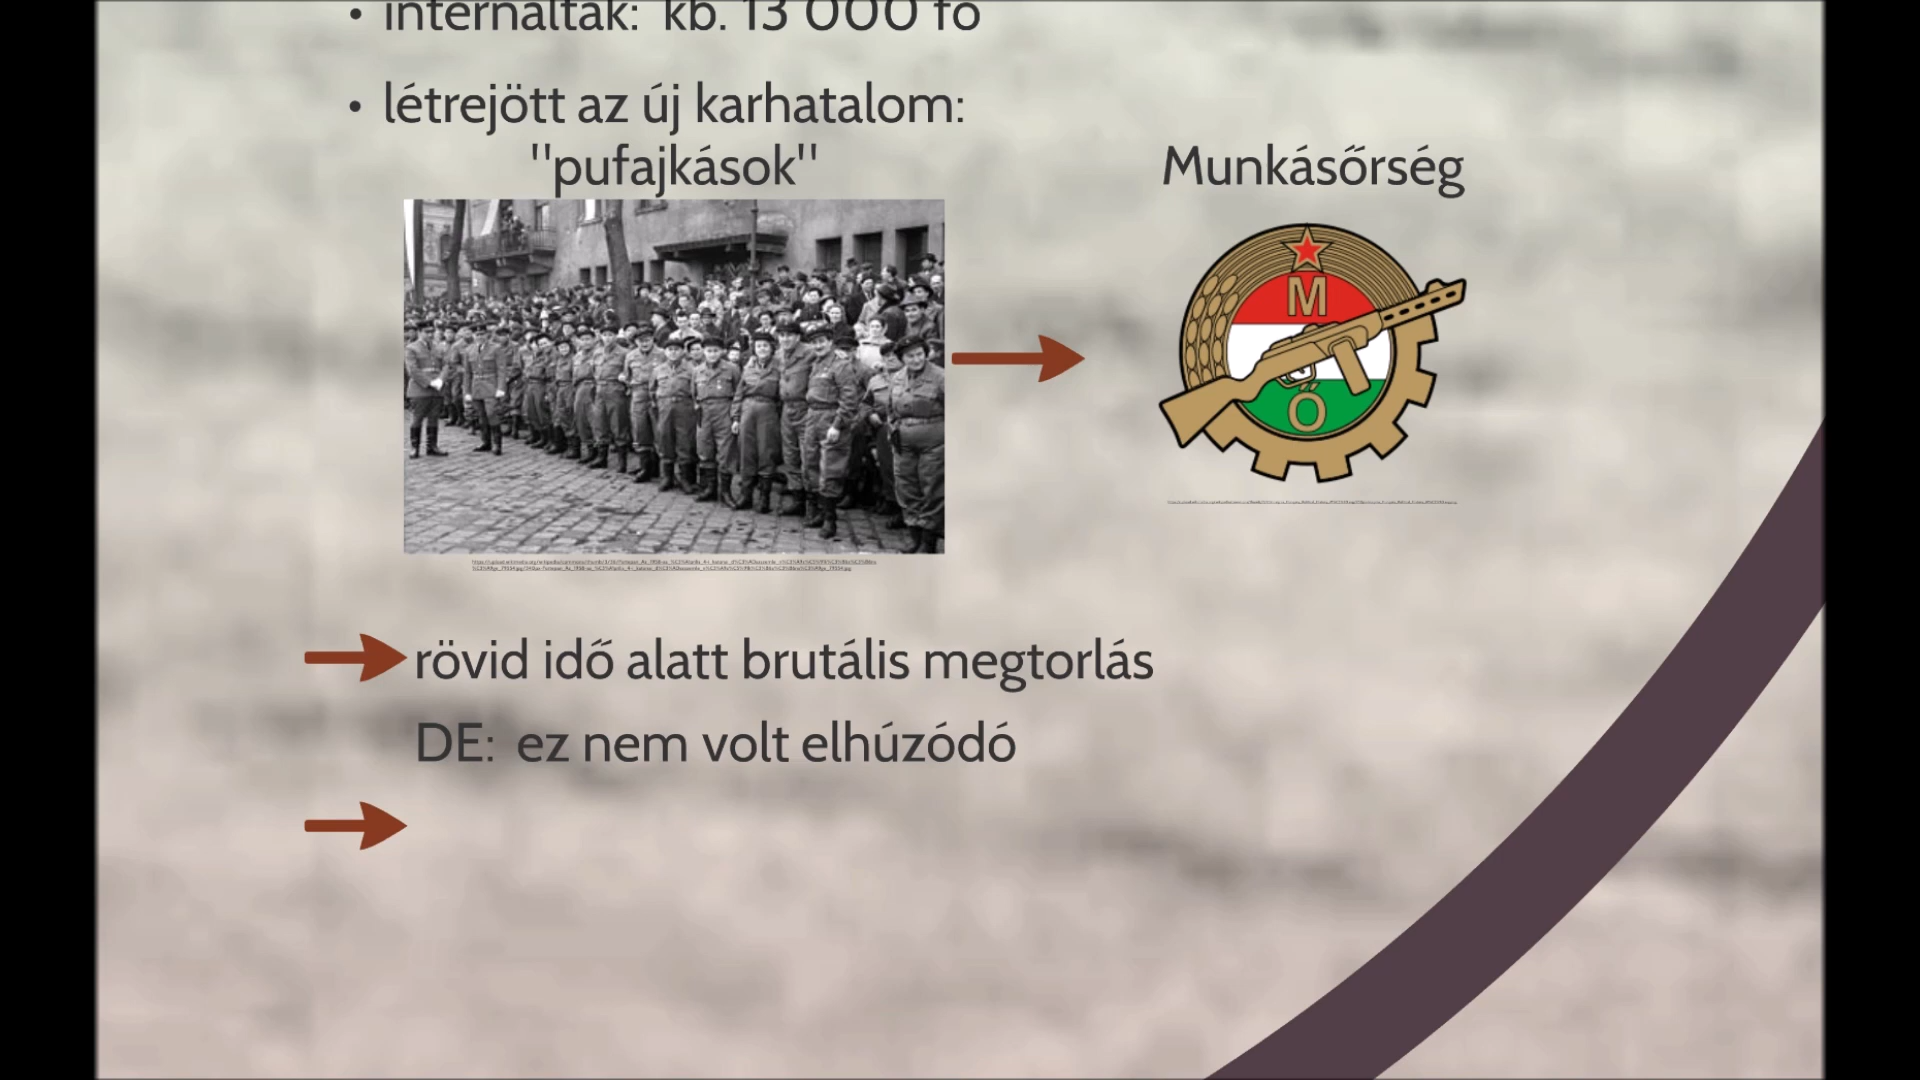 • internáltak: kb. 13 000 fő
• létrejött az új karhatalom:
"pufajkások"
Munkásőrség
M
Ő
rövid idő alatt brutális megtorlás
DE: ez nem volt elhúzódó